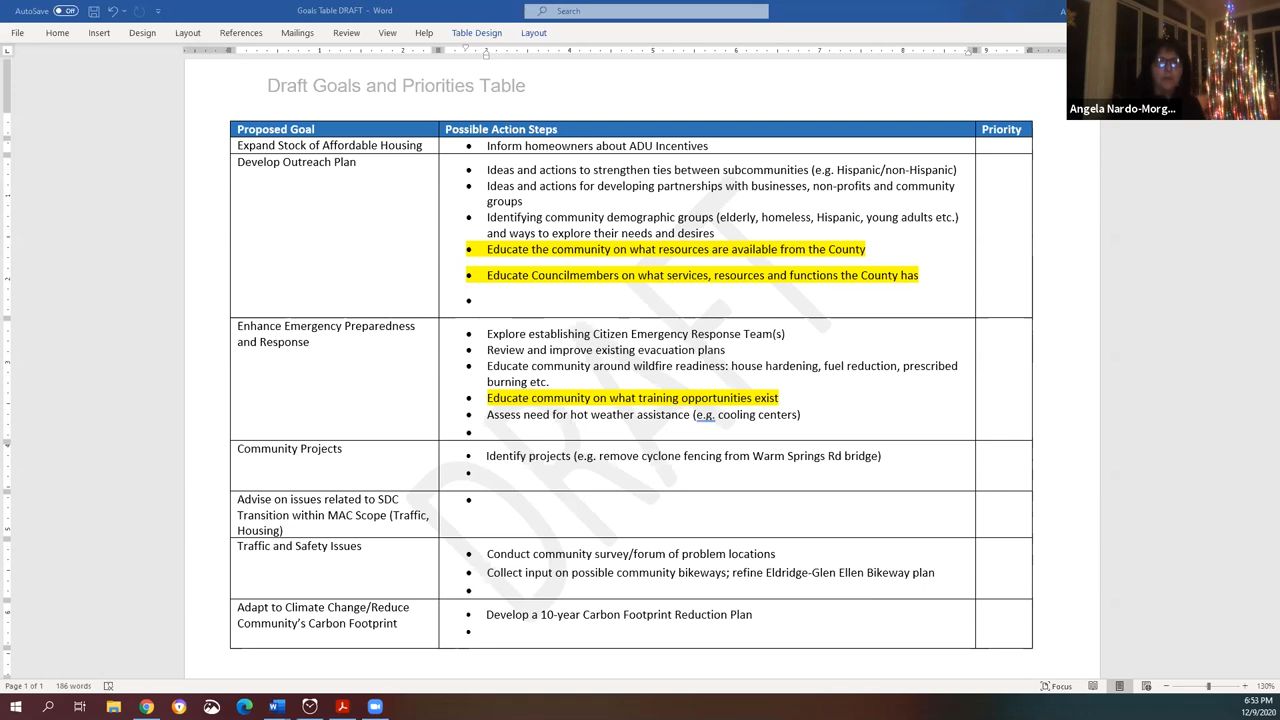 AutoSave Off
Goals Table DRAFT - Word
Search
File Home Insert Design Layout References Mailings Review View Help Table Design Layout
1 2 3 4 5 6 7 8 9
Angela Nardo-Morg...
Draft Goals and Priorities Table
Proposed Goal Possible Action Steps Priority
Expand Stock of Affordable Housing
• Inform homeowners about ADU Incentives
Develop Outreach Plan
• Ideas and actions to strengthen ties between subcommunities (e.g. Hispanic/non-Hispanic)
• Ideas and actions for developing partnerships with businesses, non-profits and community
groups
• Identifying community demographic groups (elderly, homeless, Hispanic, young adults etc.)
and ways to explore their needs and desires
• Educate the community on what resources are available from the County
• Educate Councilmembers on what services, resources and functions the County has
•
Enhance Emergency Preparedness
and Response
• Explore establishing Citizen Emergency Response Team(s)
• Review and improve existing evacuation plans
• Educate community around wildfire readiness: house hardening, fuel reduction, prescribed
burning etc.
• Educate community on what training opportunities exist
• Assess need for hot weather assistance (e.g. cooling centers)
•
Community Projects
• Identify projects (e.g. remove cyclone fencing from Warm Springs Rd bridge)
•
Advise on issues related to SDC
Transition within MAC Scope (Traffic,
Housing)
•
Traffic and Safety Issues
• Conduct community survey/forum of problem locations
• Collect input on possible community bikeways; refine Eldridge-Glen Ellen Bikeway plan
•
Adapt to Climate Change/Reduce
Community's Carbon Footprint
• Develop a 10-year Carbon Footprint Reduction Plan
•
DRAFT
Page 1 of 1 186 words
Focus
130%
6:53 PM
12/9/2020